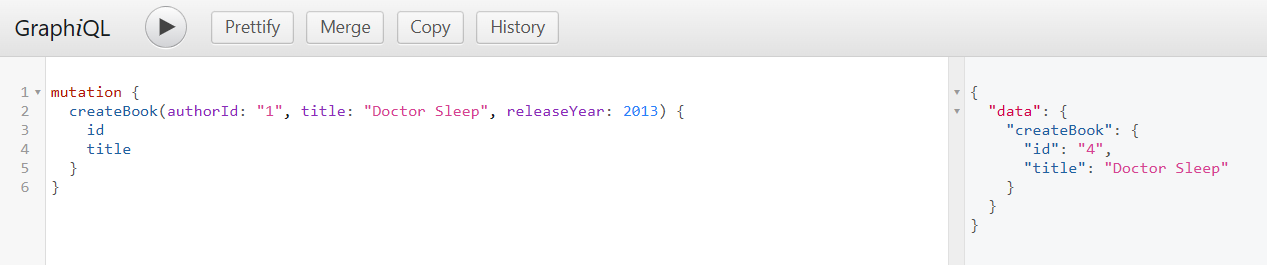 GraphiQL Prettify Merge Copy History
1 mutation {
2 createBook(authorId: "1", title: "Doctor Sleep", releaseYear: 2013) {
3 id
4 title
5 }
6 }
{
"data": {
"createBook": {
"id": "4",
"title": "Doctor Sleep"
}
}
}